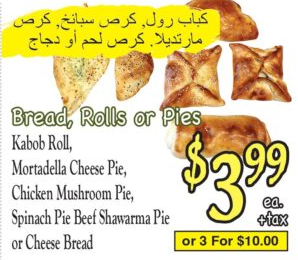 كباب رول, كرص سبانخ, كرص
مارتديلا. كرص لحم أو دجاج
Bread, Rolls or Pies
Kabob Roll,
Mortadella Cheese Pie,
Chicken Mushroom Pie,
Spinach Pie Beef Shawarma Pie
or Cheese Bread
$3.99
ea.
+tax
or 3 For $10.00